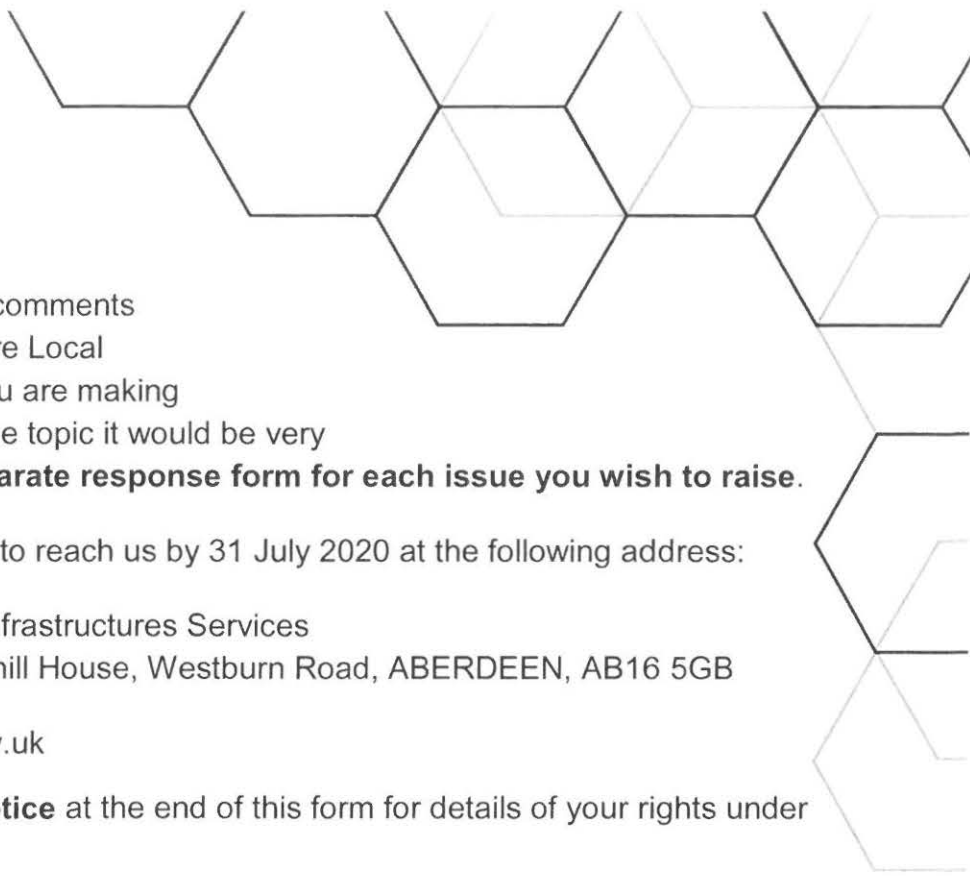 comments
e Local
u are making
e topic it would be very
arate response form for each issue you wish to raise.
to reach us by 31 July 2020 at the following address:
frastructures Services
hill House, Westburn Road, ABERDEEN, AB16 5GB
.uk
tice at the end of this form for details of your rights under